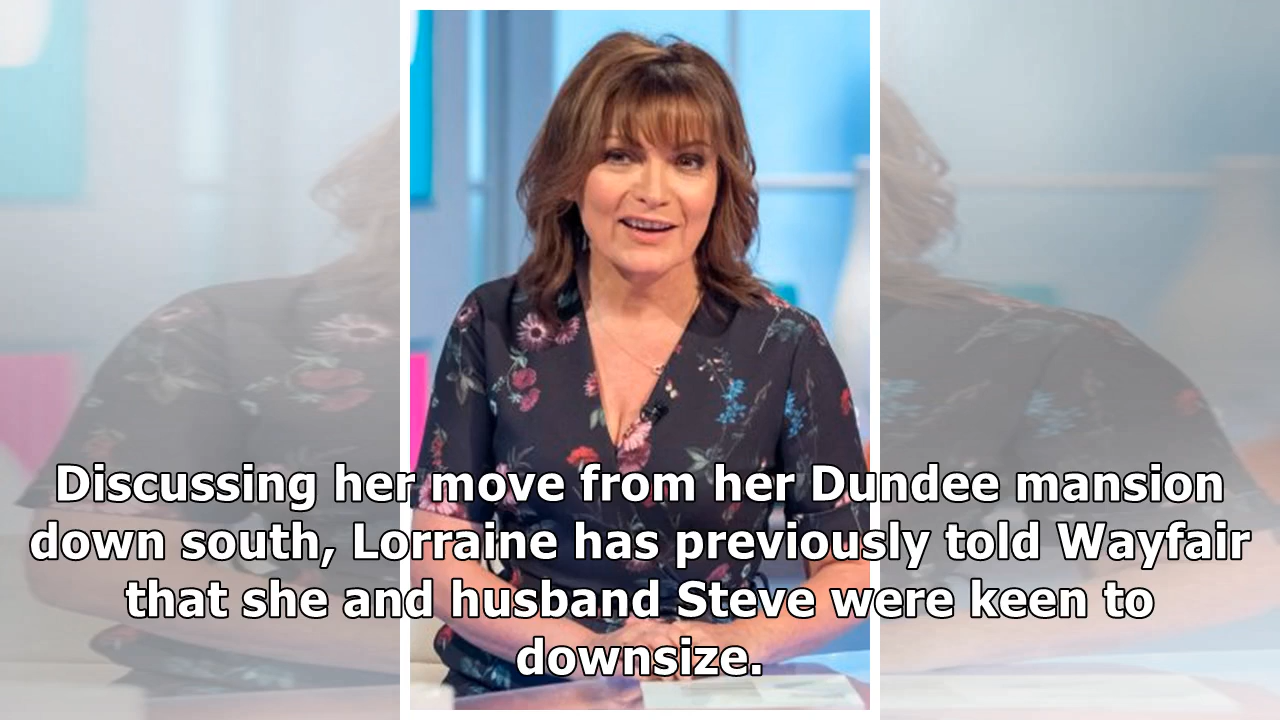 Discussing her move from her Dundee mansion
down south, Lorraine has previously told Wayfair
that she and husband Steve were keen to
downsize.